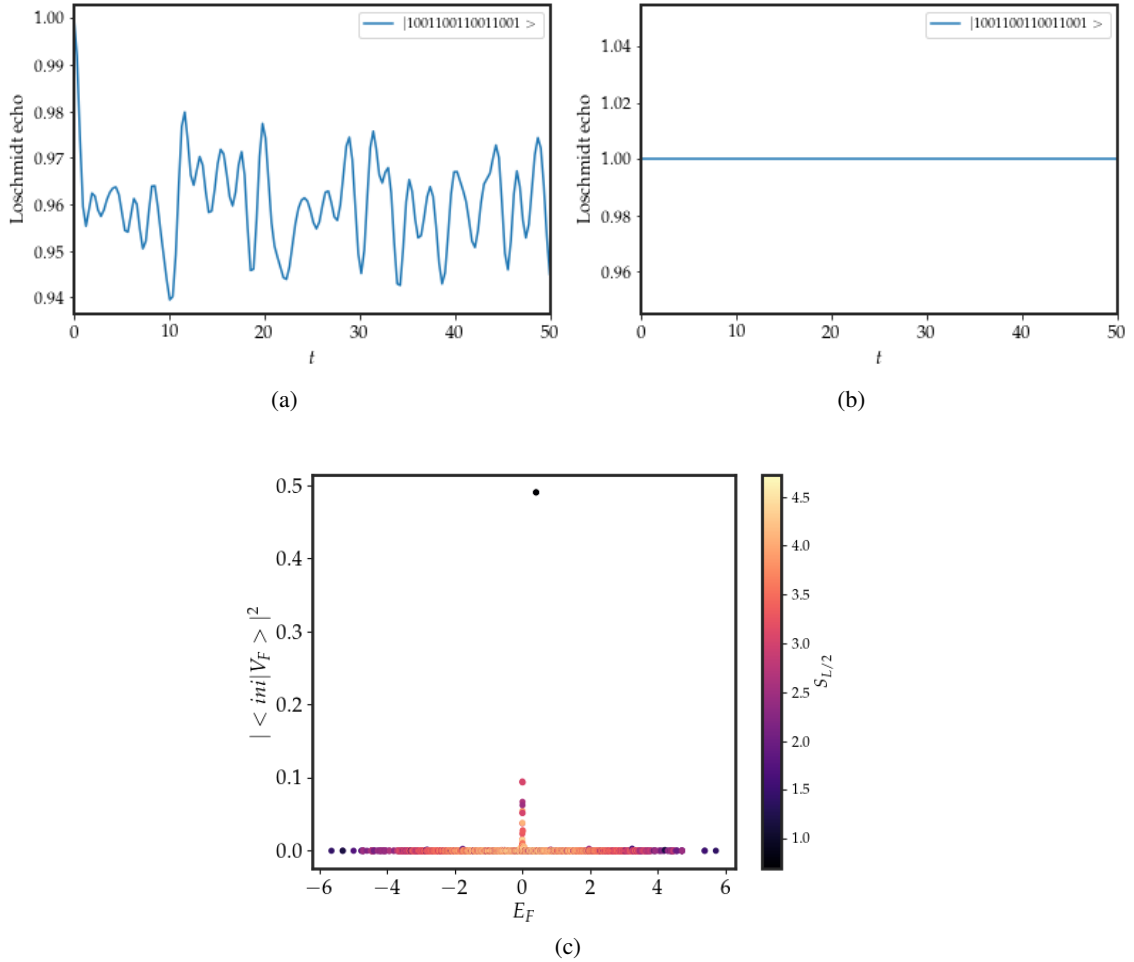 1.00
0.99
0.98
0.97
0.96
0.95
0.94
Loschmidt echo
|1001100110011001 >
0 10 20 30 40 50
t
(a)
1.04
1.02
1.00
0.98
0.96
Loschmidt echo
|1001100110011001 >
0 10 20 30 40 50
t
(b)
0.5
0.4
0.3
0.2
0.1
0.0
| < ini|V_F > |²
−6 −4 −2 0 2 4 6
E_F
4.5
4.0
3.5
3.0
2.5
2.0
1.5
1.0
S_{L/2}
(c)